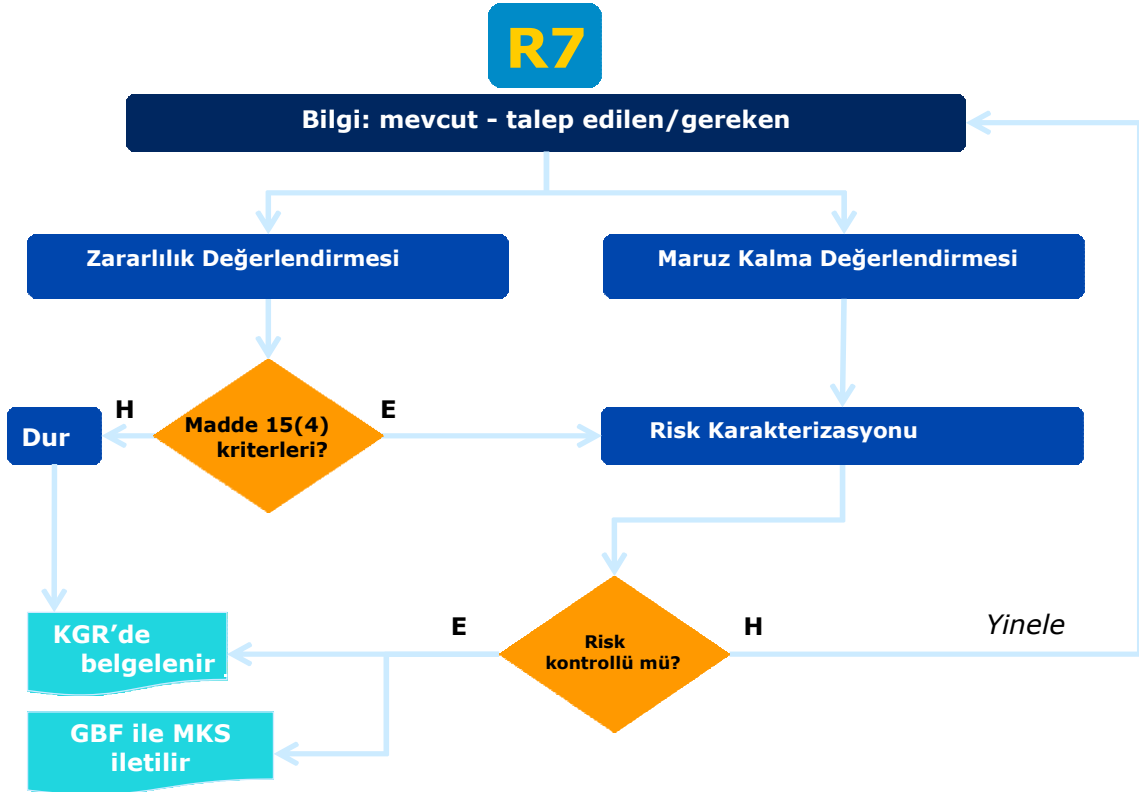 R7
Bilgi: mevcut - talep edilen/gereken
Zararlılık Değerlendirmesi
Maruz Kalma Değerlendirmesi
H
E
Madde 15(4)
kriterleri?
Dur
Risk Karakterizasyonu
E
H
Yinele
Risk
kontrollü mü?
KGR’de
belgelenir
GBF ile MKS
iletilir